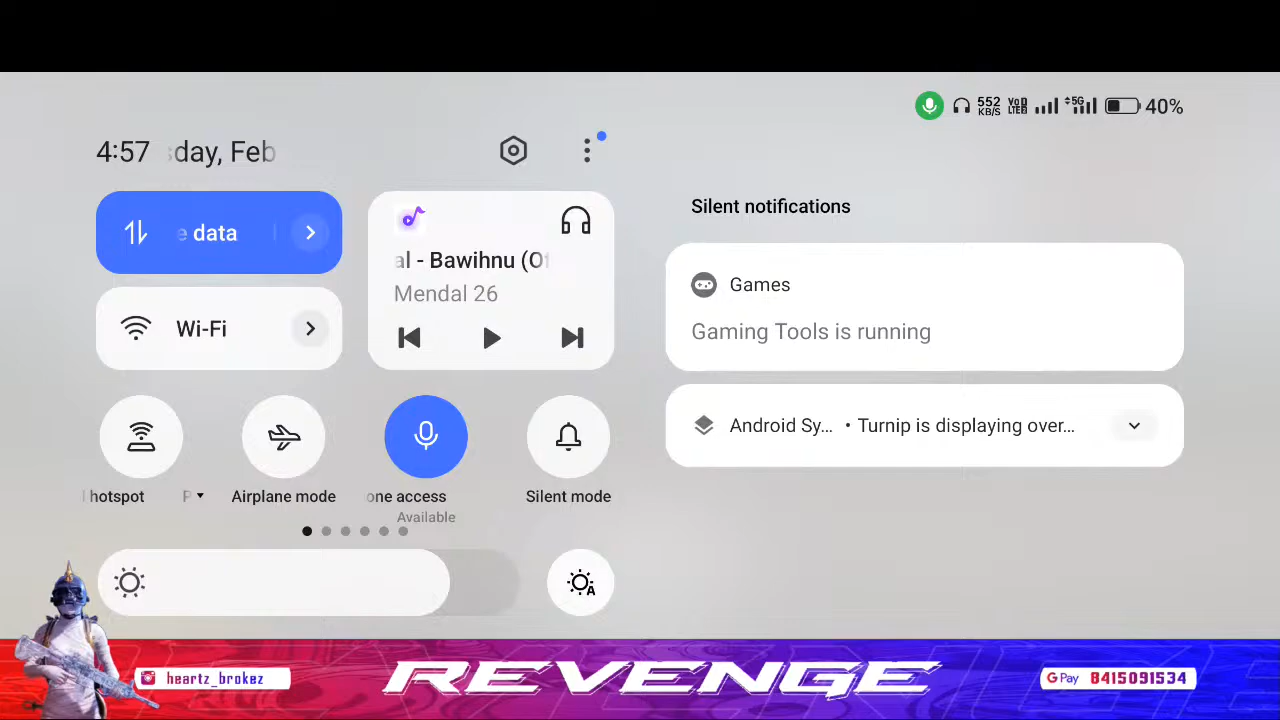 552
KB/S
5G
40%
4:57
day, Feb
data
al - Bawihnu (Of
Mendal 26
Wi-Fi
hotspot
Airplane mode
one access
Available
Silent mode
Silent notifications
Games
Gaming Tools is running
Android Sy... • Turnip is displaying over...
A
heartz_brokez
REVENGE
G Pay 8415091534